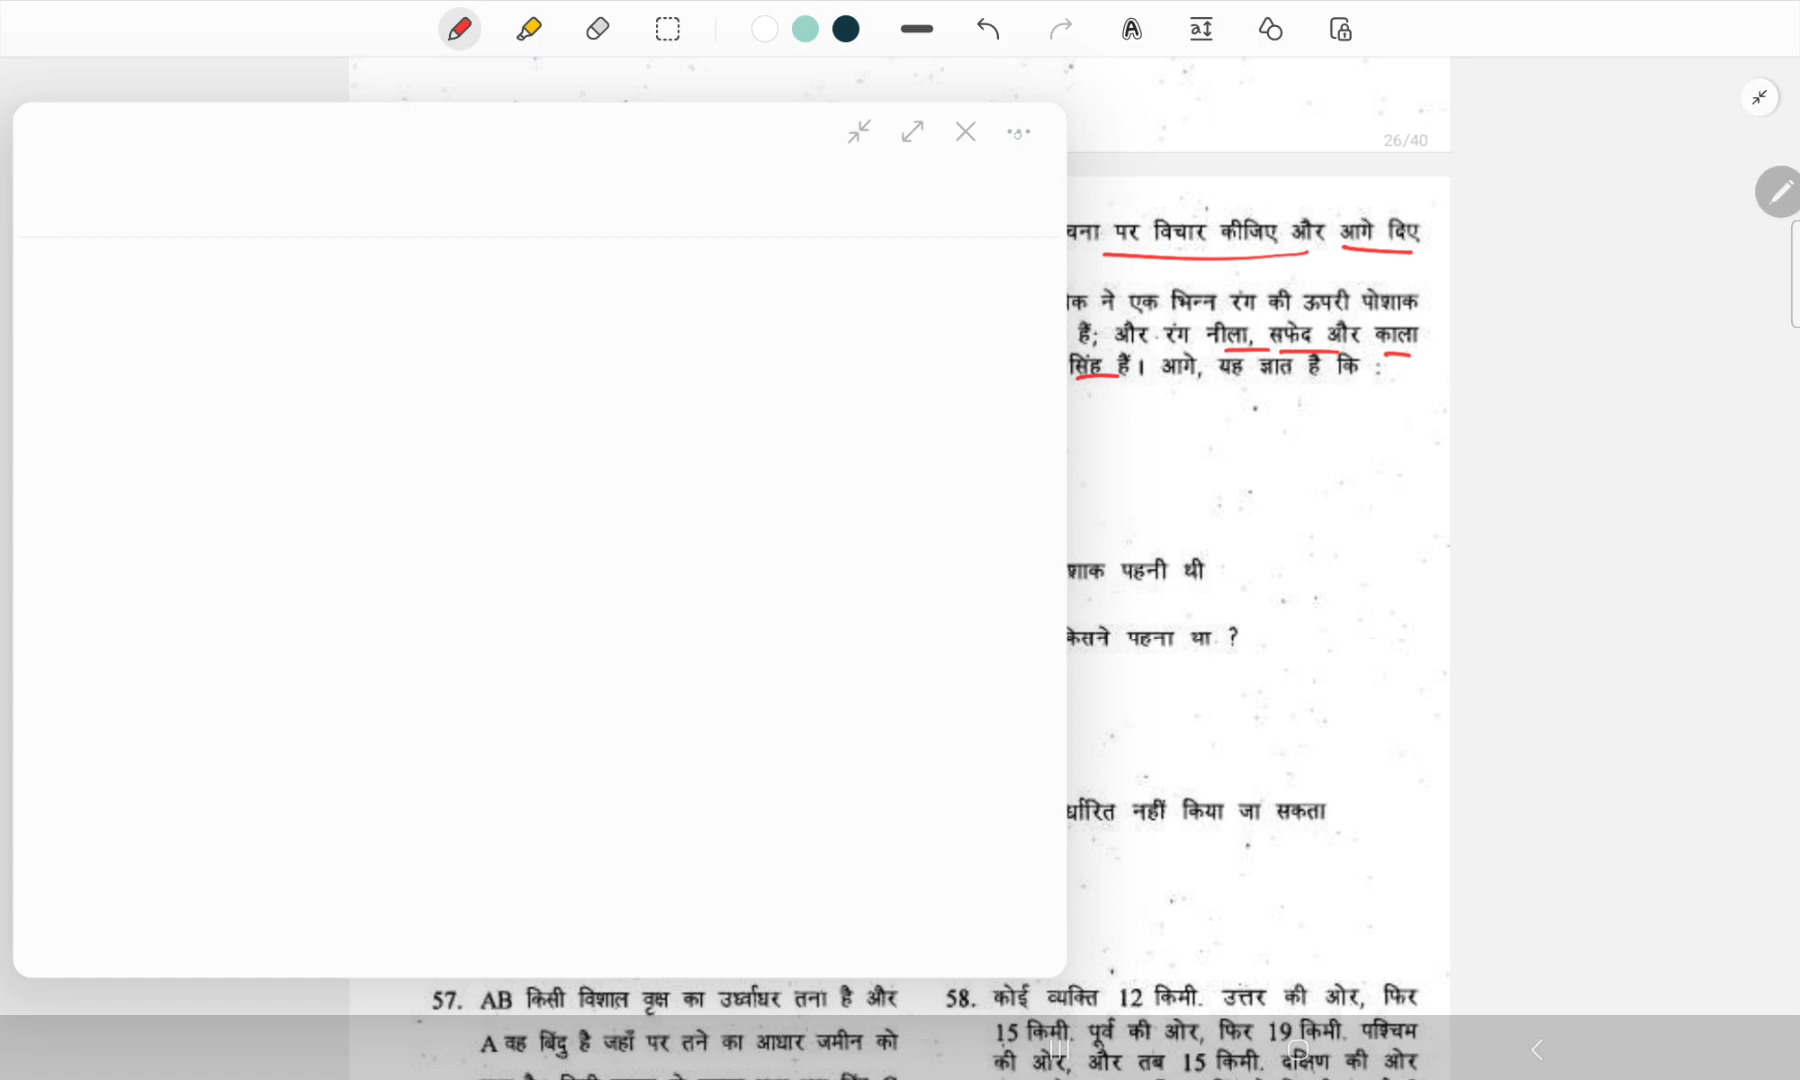 26/40
चना पर विचार कीजिए और आगे दिए
ने एक भिन्न रंग की ऊपरी पोशाक
हैं; और रंग नीला, सफेद और काला
सिंह हैं। आगे, यह ज्ञात है कि :
शाक पहनी थी
केसने पहना था ?
र्धारित नहीं किया जा सकता
57. AB किसी विशाल वृक्ष का उर्ध्वाधर तना है और
A वह बिंदु है जहाँ पर तने का आधार जमीन को
58. कोई व्यक्ति 12 किमी. उत्तर की ओर, फिर
15 किमी. पूर्व की ओर, फिर 19 किमी. पश्चिम
की ओर, और तब 15 किमी. दक्षिण की ओर